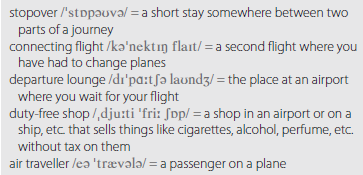 stopover /ˈstɒpəʊvə/ = a short stay somewhere between two
parts of a journey
connecting flight /kəˈnektɪŋ flaɪt/ = a second flight where you
have had to change planes
departure lounge /dɪˈpɑːtʃə laʊndʒ/ = the place at an airport
where you wait for your flight
duty-free shop /ˌdjuːti ˈfriː ʃɒp/ = a shop in an airport or on a
ship, etc. that sells things like cigarettes, alcohol, perfume, etc.
without tax on them
air traveller /eə ˈtrævələ/ = a passenger on a plane